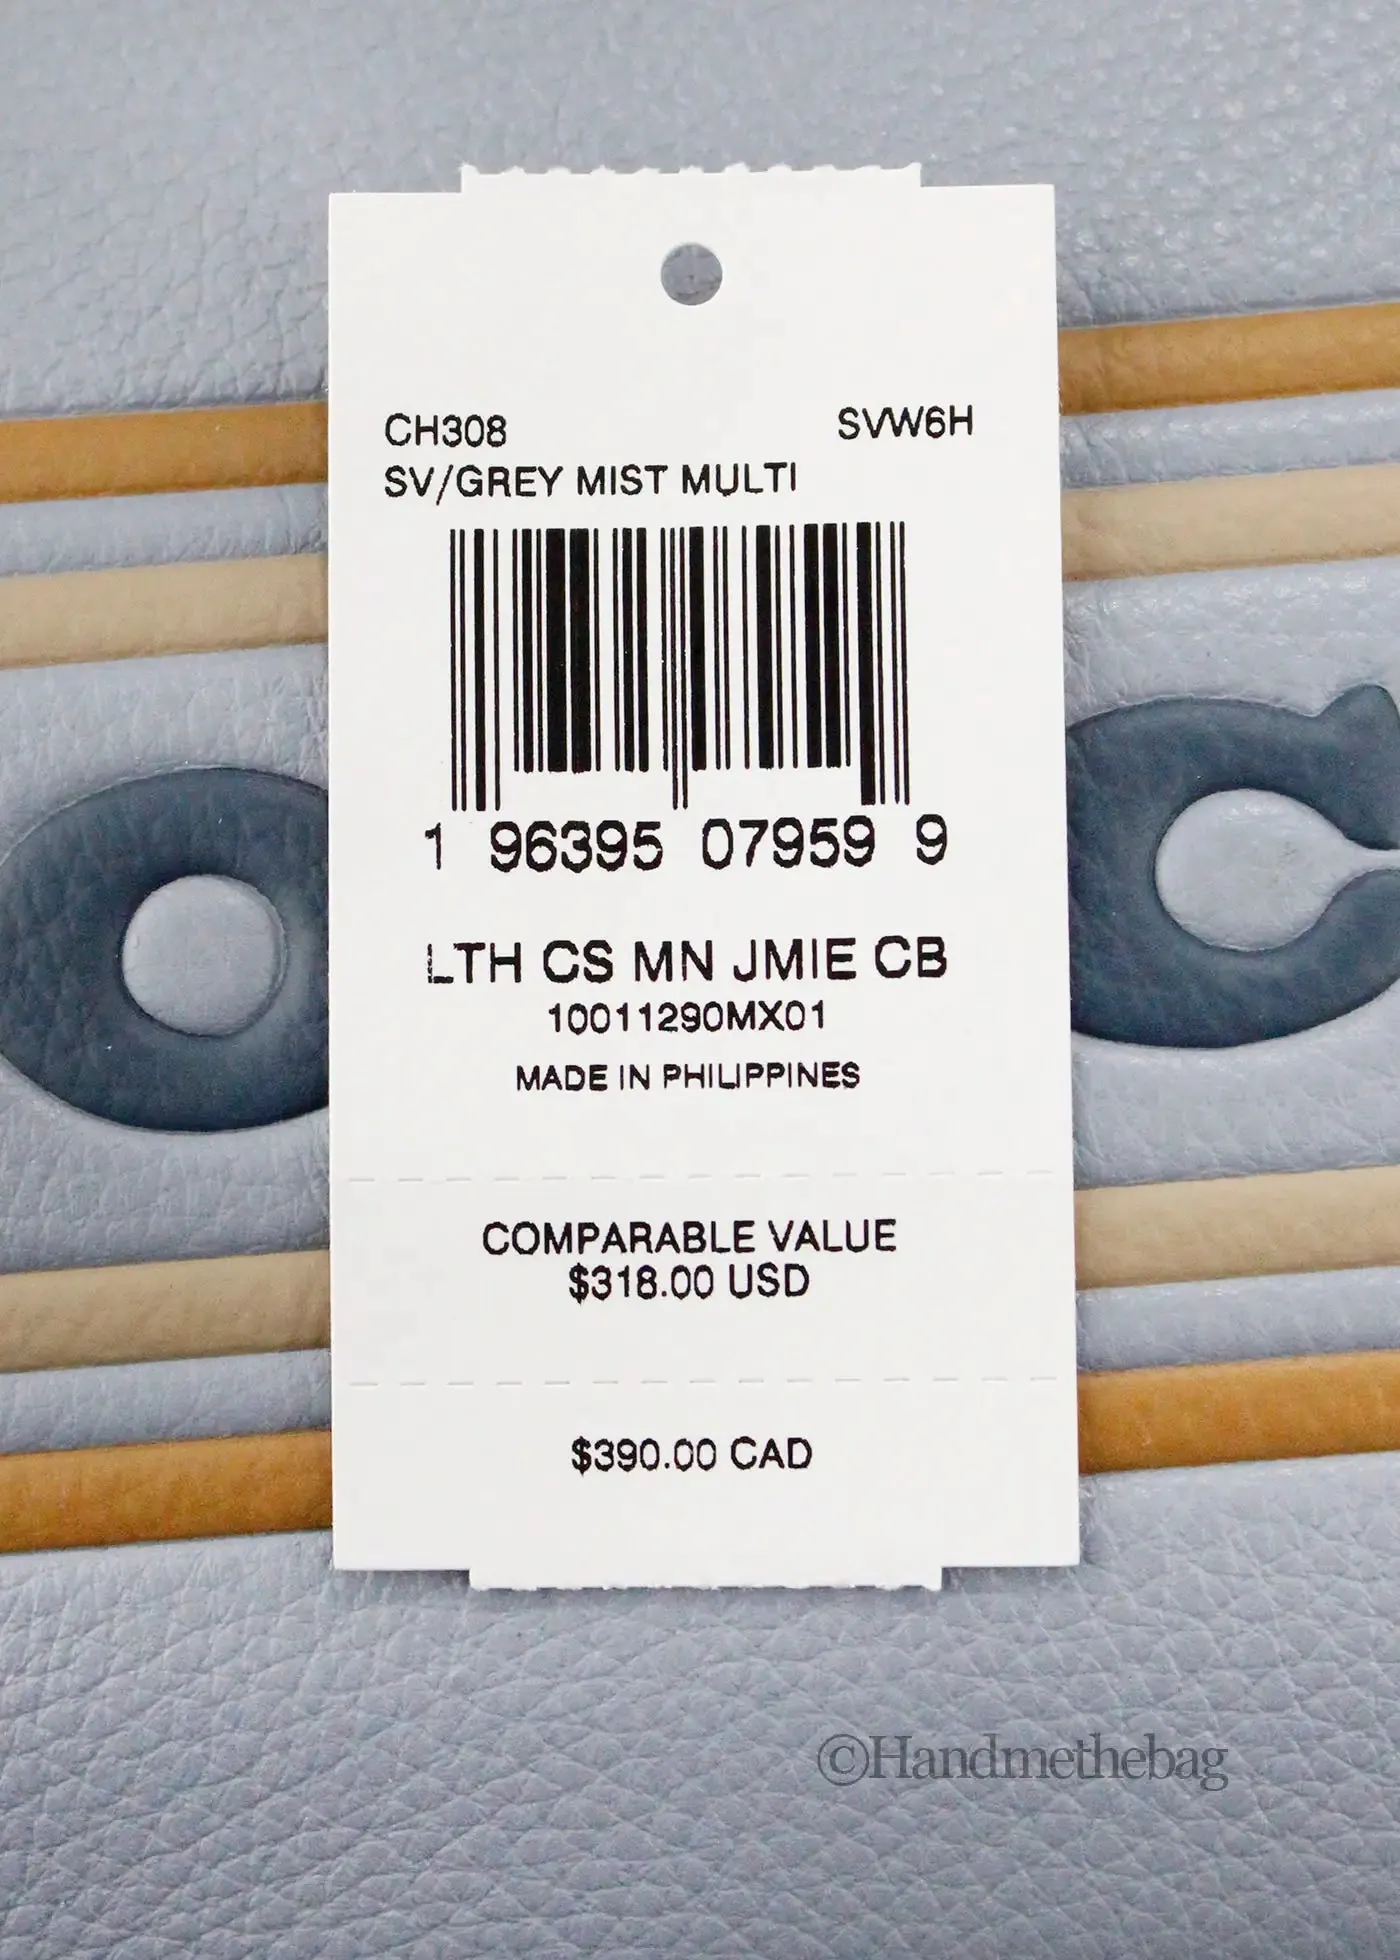 CH308 SVW6H
SV/GREY MIST MULTI
1 96395 07959 9
LTH CS MN JMIE CB
10011290MX01
MADE IN PHILIPPINES
COMPARABLE VALUE
$318.00 USD
$390.00 CAD
O C
©Handmethebag